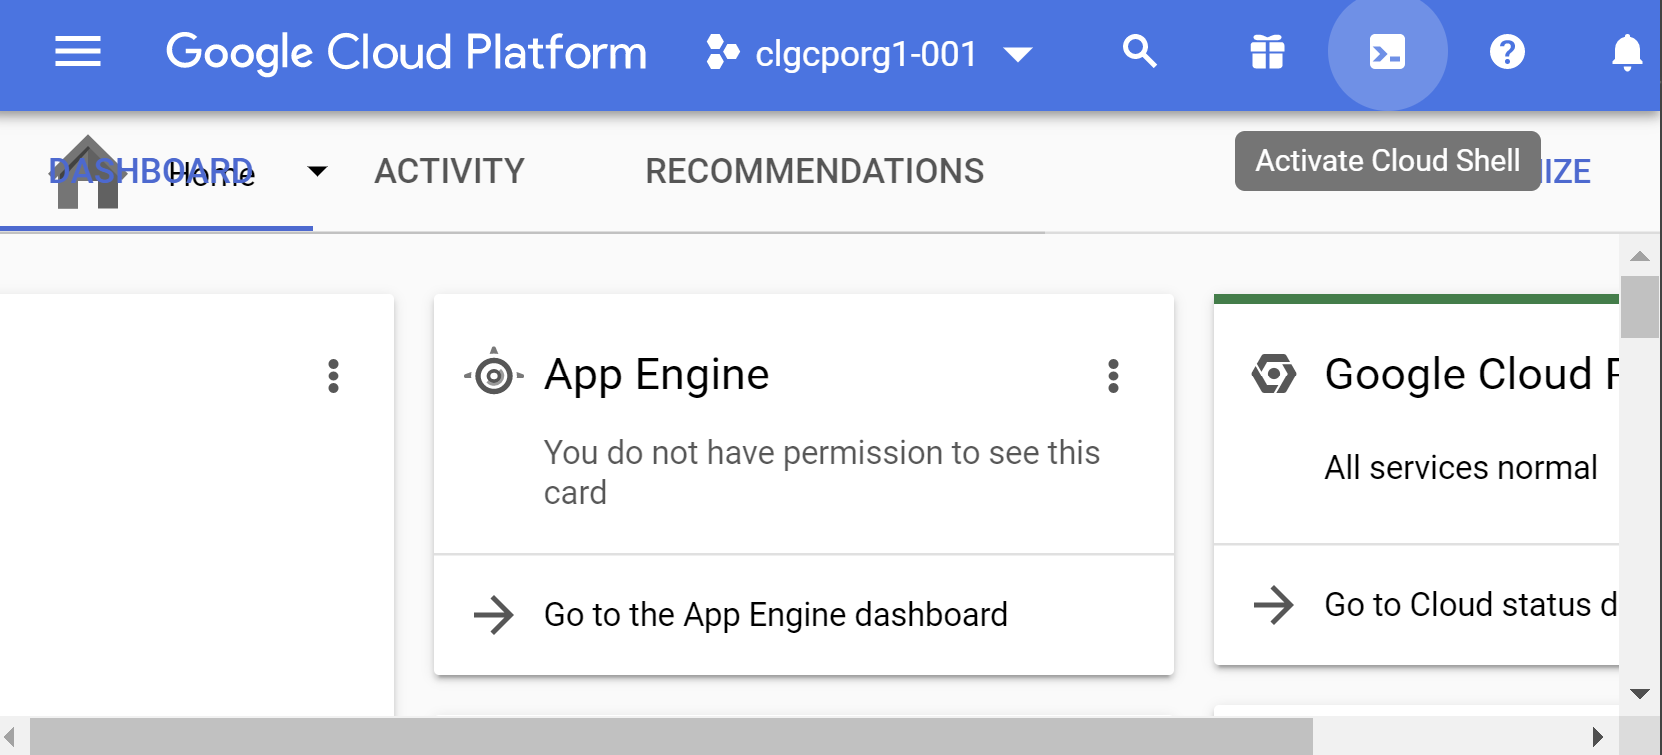 Google Cloud Platform
clgcporg1-001
DASHBOARD
Home
ACTIVITY
RECOMMENDATIONS
Activate Cloud Shell
IZE
App Engine
You do not have permission to see this
card
Go to the App Engine dashboard
Google Cloud P
All services normal
Go to Cloud status d